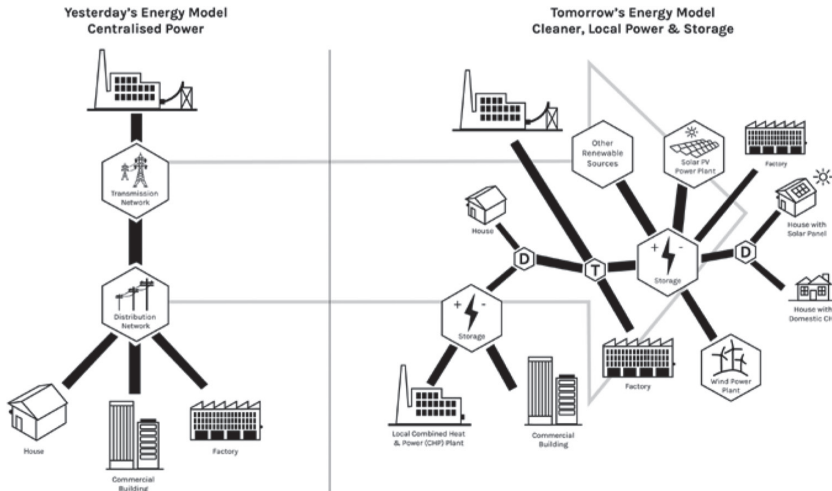 Yesterday's Energy Model
Centralised Power
Transmission
Network
Distribution
Network
House
Commercial
Building
Factory
Tomorrow's Energy Model
Cleaner, Local Power & Storage
Other
Renewable
Sources
Solar PV
Power Plant
Factory
House
House with
Solar Panel
D
T
+ -
Storage
D
House with
Domestic CH
+ -
Storage
Factory
Wind Power
Plant
Local Combined Heat
& Power (CHP) Plant
Commercial
Building